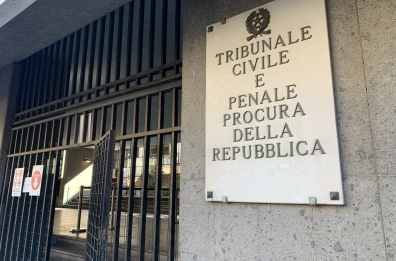 TRIBUNALE
CIVILE
E
PENALE
PROCURA
DELLA
REPUBBLICA